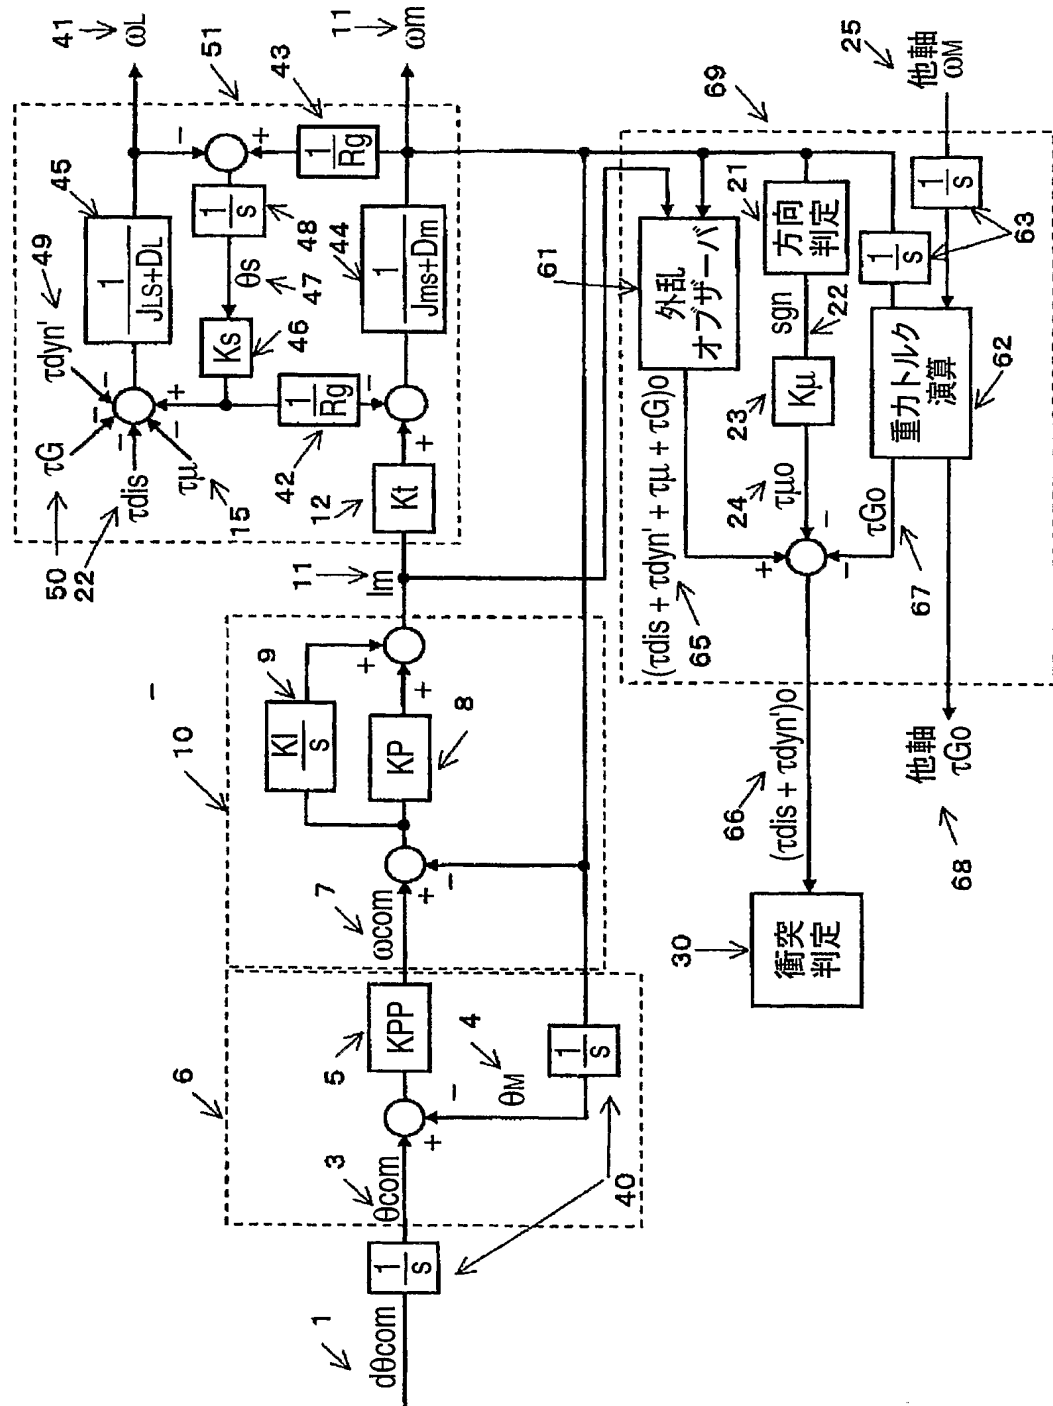 1
dθcom
1
s
40
6
3
θcom
+
−
θM
4
5
KPP
1
s
10
7
ωcom
+
−
9
KI
s
KP
8
+
+
11
Im
51
12
Kt
+
−
42
1
Rg
44
1
Jms+Dm
11
ωm
43
1
Rg
+
−
48
1
s
47
θs
46
Ks
+
50
τG
49
τdyn'
22
τdis
15
τμ
−
−
−
−
45
1
JLs+DL
41
ωL
69
61
外乱
オブザーバ
21
方向
判定
22
sgn
23
Kμ
24
τμo
25
他軸
ωM
1
s
1
s
63
62
重力トルク
演算
67
τGo
65
(τdis + τdyn' + τμ + τG)o
+
−
−
66
(τdis + τdyn')o
30
衝突
判定
68
他軸
τGo